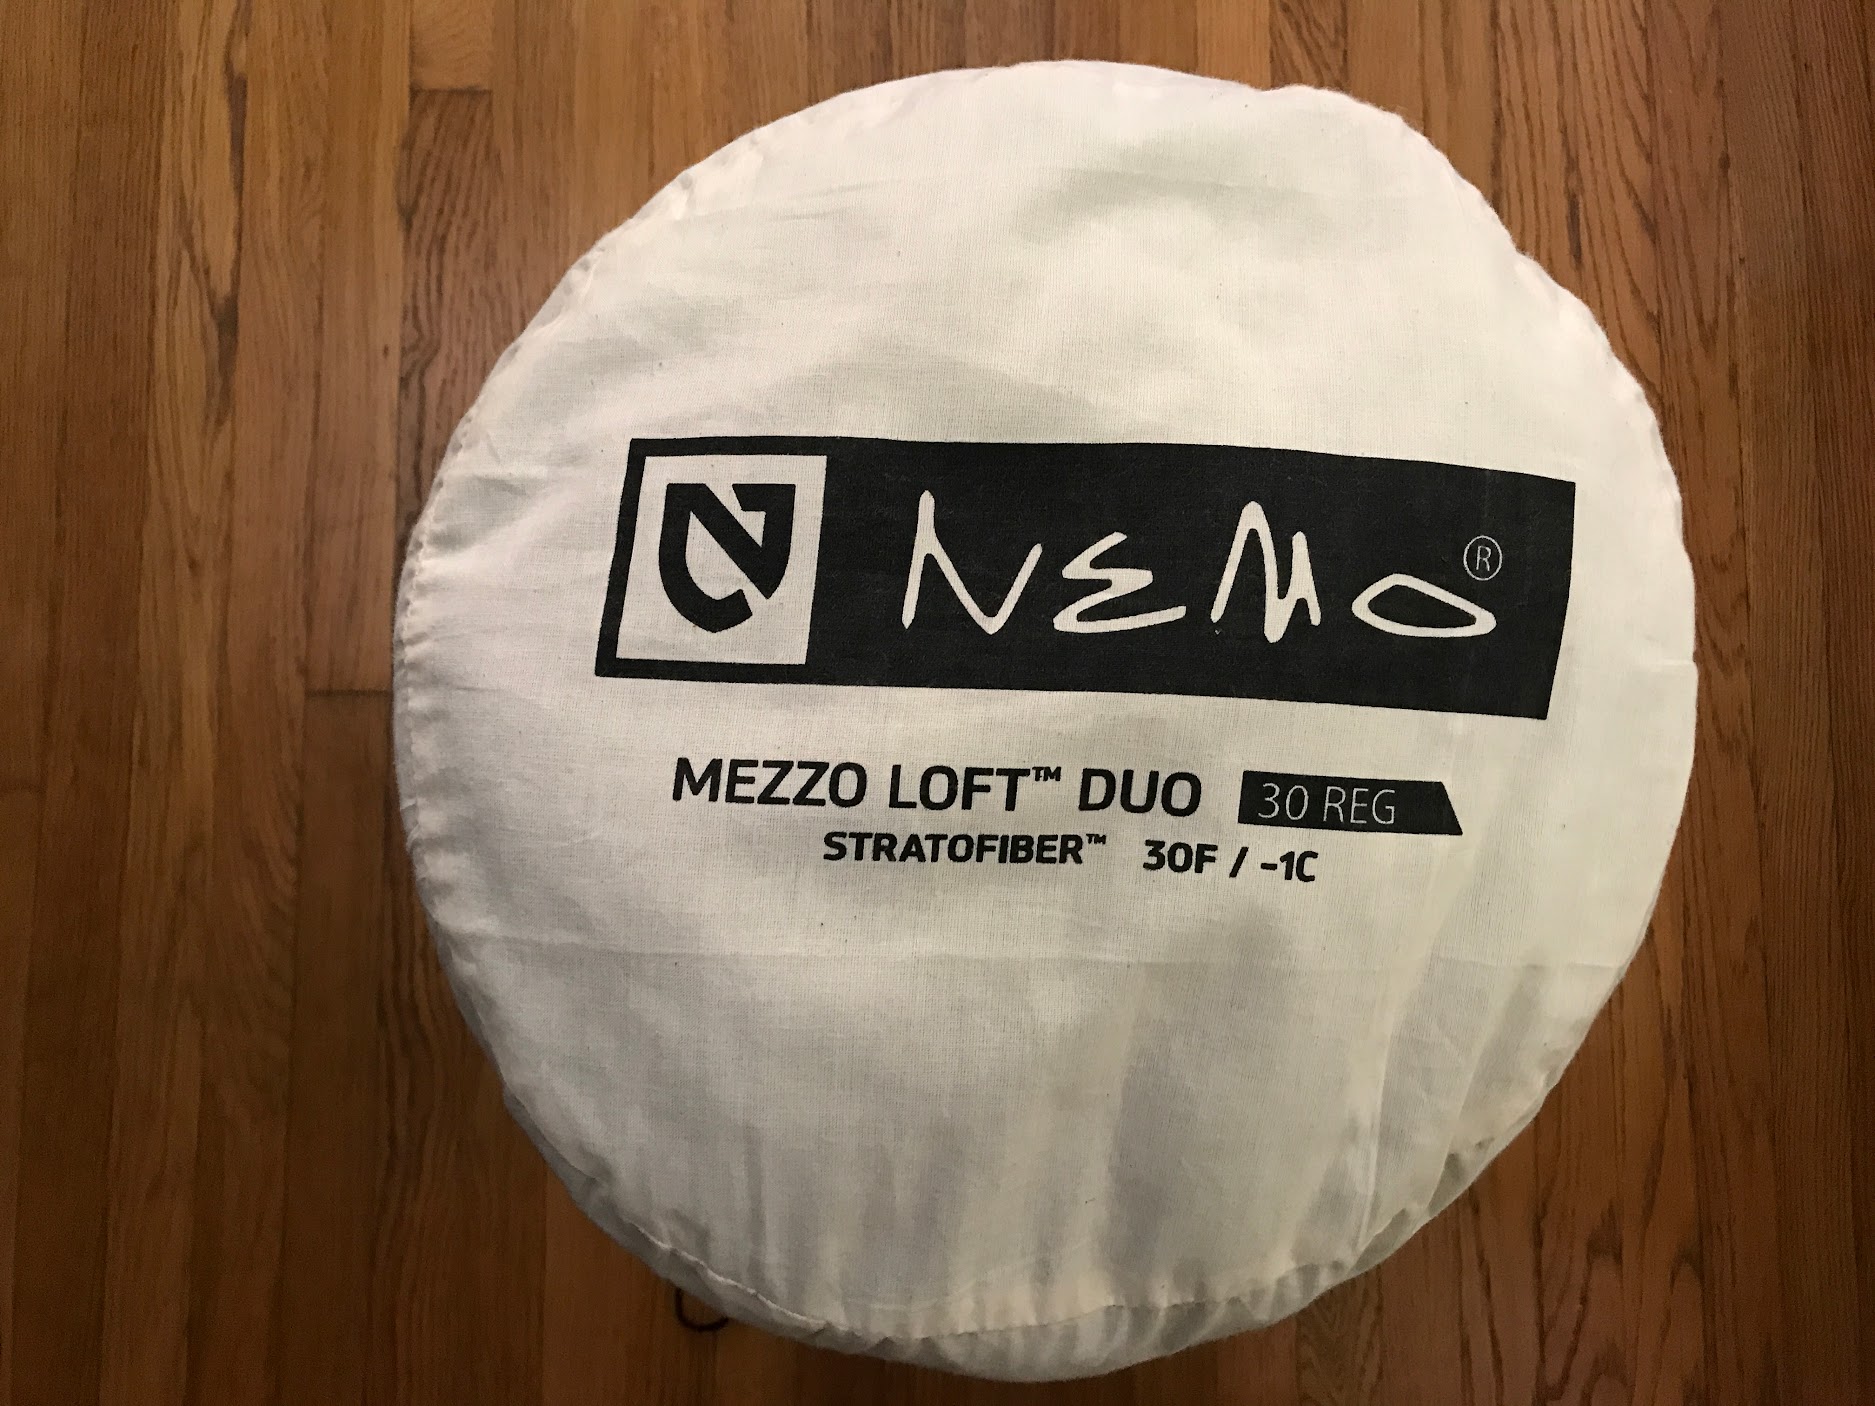 NEMO®
MEZZO LOFT™ DUO 30 REG
STRATOFIBER™ 30F / -1C